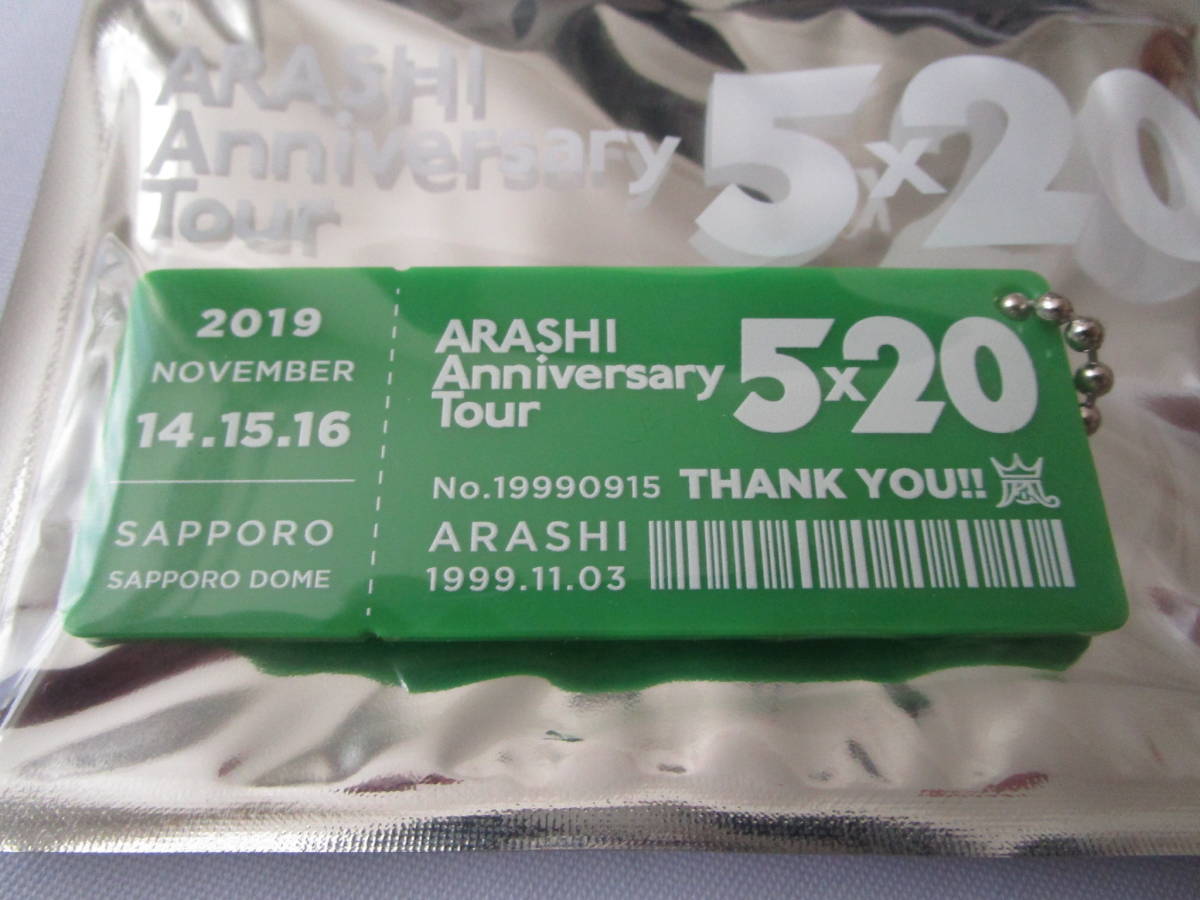 ARASHI
Anniversary
Tour
5x20
2019
NOVEMBER
14.15.16
SAPPORO
SAPPORO DOME
ARASHI
Anniversary
Tour
5x20
No.19990915 THANK YOU!!
ARASHI
1999.11.03